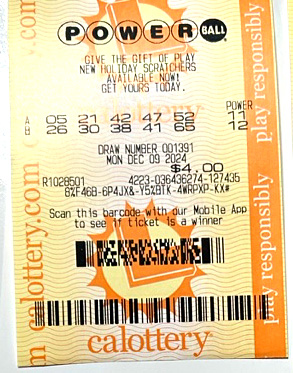 POWER BALL
GIVE THE GIFT OF PLAY
NEW HOLIDAY SCRATCHERS
AVAILABLE NOW!
GET YOURS TODAY.
POWER
A 05 21 42 47 52 11
B 26 30 38 41 65 12
DRAW NUMBER 001391
MON DEC 09 2024
$4.00
R1028501 4223-036436274-127435
Scan this barcode with our Mobile App
to see if ticket is a winner
calottery
calottery.com
play responsibly
play responsibly